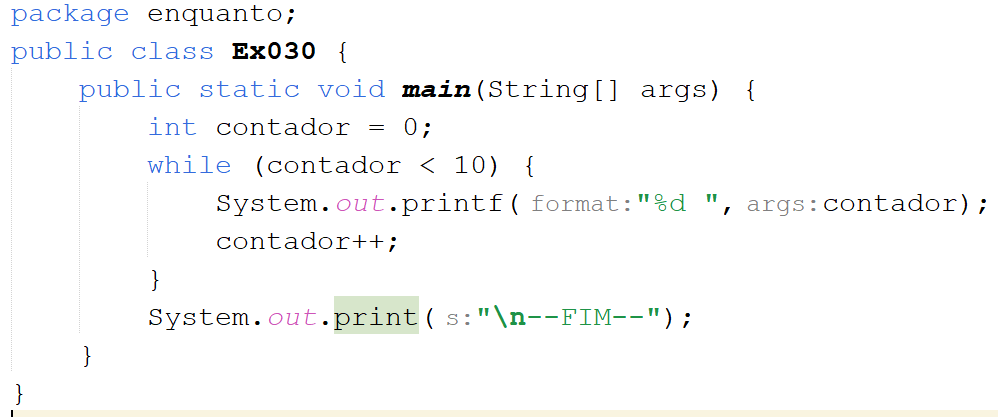 package enquanto;
public class Ex030 {
    public static void main(String[] args) {
        int contador = 0;
        while (contador < 10) {
            System.out.printf( format:"%d ", args:contador);
            contador++;
        }
        System.out.print( s:"\n--FIM--");
    }
}